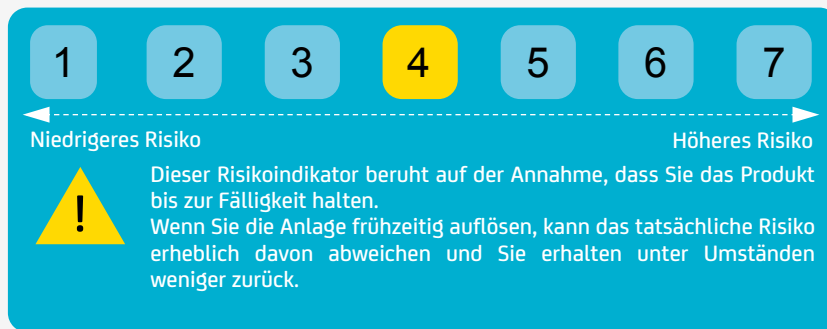 1 2 3 4 5 6 7
Niedrigeres Risiko Höheres Risiko
Dieser Risikoindikator beruht auf der Annahme, dass Sie das Produkt
bis zur Fälligkeit halten.
Wenn Sie die Anlage frühzeitig auflösen, kann das tatsächliche Risiko
erheblich davon abweichen und Sie erhalten unter Umständen
weniger zurück.
!